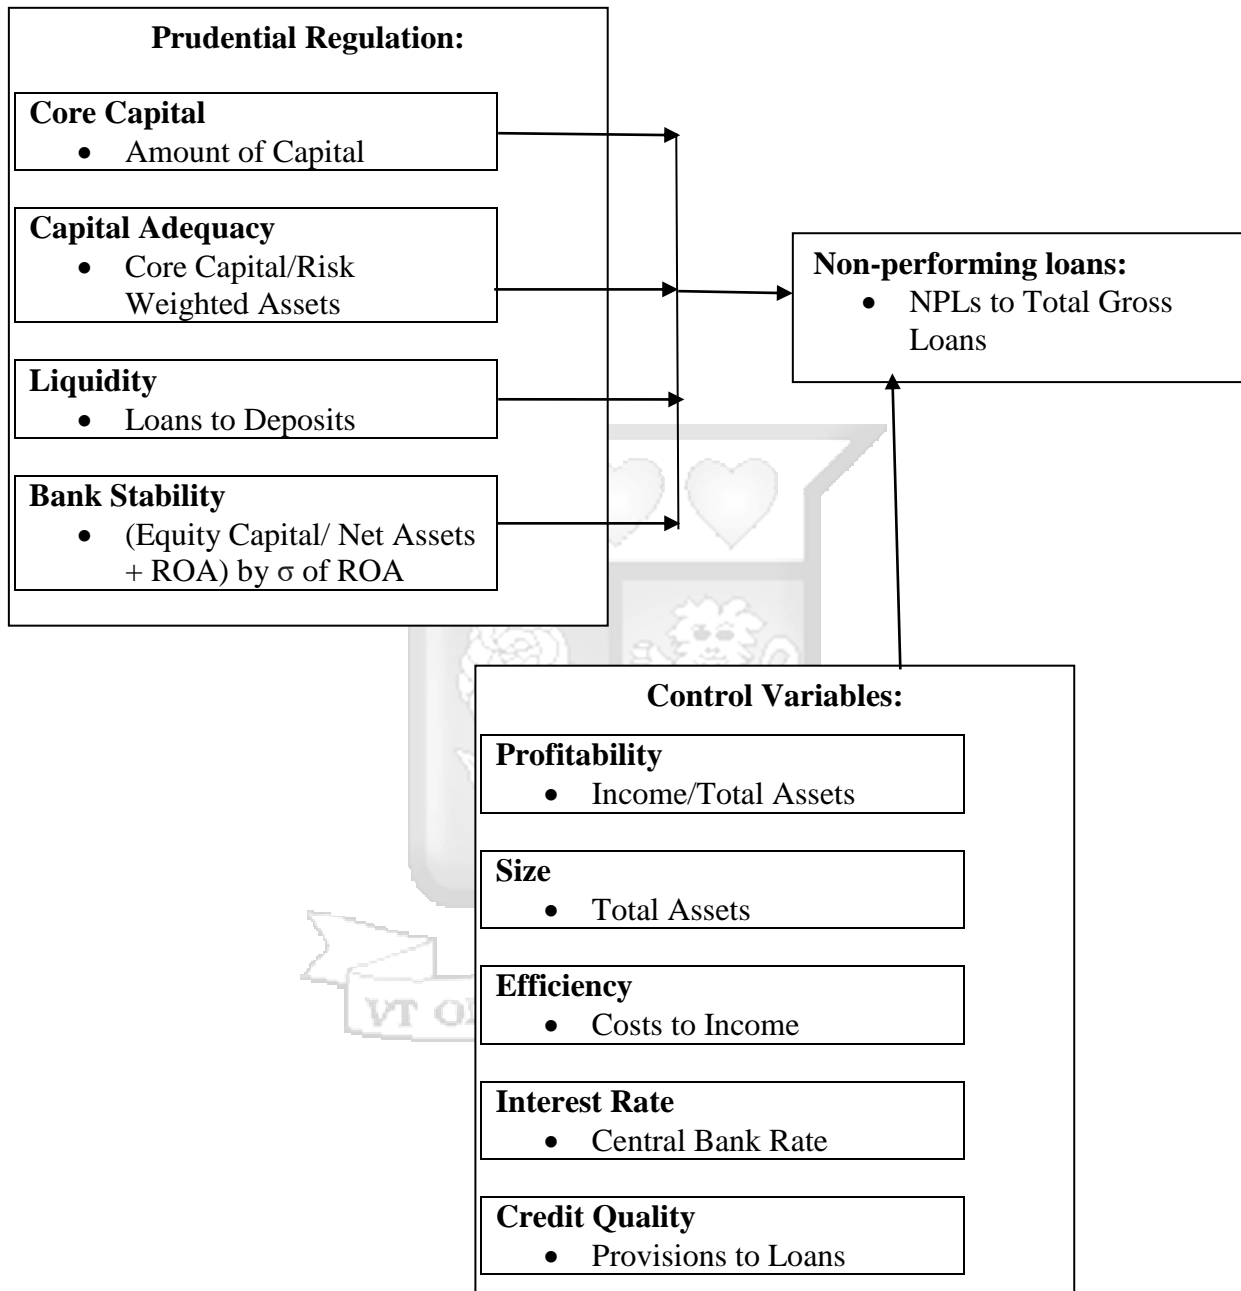 Prudential Regulation:
Core Capital
• Amount of Capital
Capital Adequacy
• Core Capital/Risk
Weighted Assets
Liquidity
• Loans to Deposits
Bank Stability
• (Equity Capital/ Net Assets
+ ROA) by σ of ROA
Non-performing loans:
• NPLs to Total Gross
Loans
Control Variables:
Profitability
• Income/Total Assets
Size
• Total Assets
Efficiency
• Costs to Income
Interest Rate
• Central Bank Rate
Credit Quality
• Provisions to Loans
VT